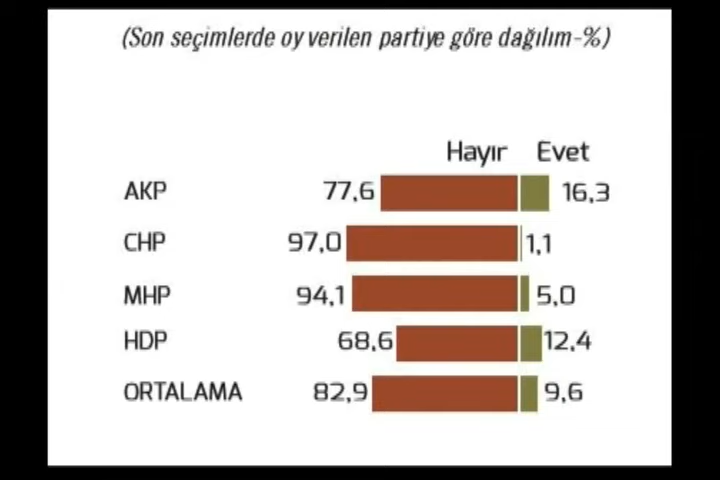 (Son seçimlerde oy verilen partiye göre dağılım-%)
Hayır Evet
AKP 77,6 16,3
CHP 97,0 1,1
MHP 94,1 5,0
HDP 68,6 12,4
ORTALAMA 82,9 9,6